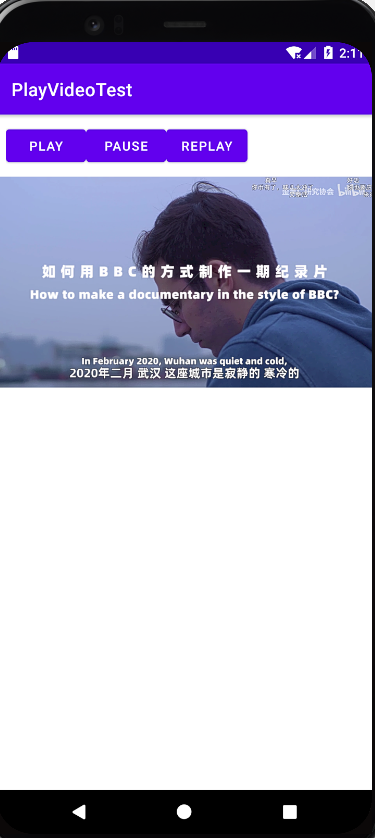 2:11
PlayVideoTest
PLAY PAUSE REPLAY
如何用BBC的方式制作一期纪录片
How to make a documentary in the style of BBC?
In February 2020, Wuhan was quiet and cold,
2020年二月 武汉 这座城市是寂静的 寒冷的